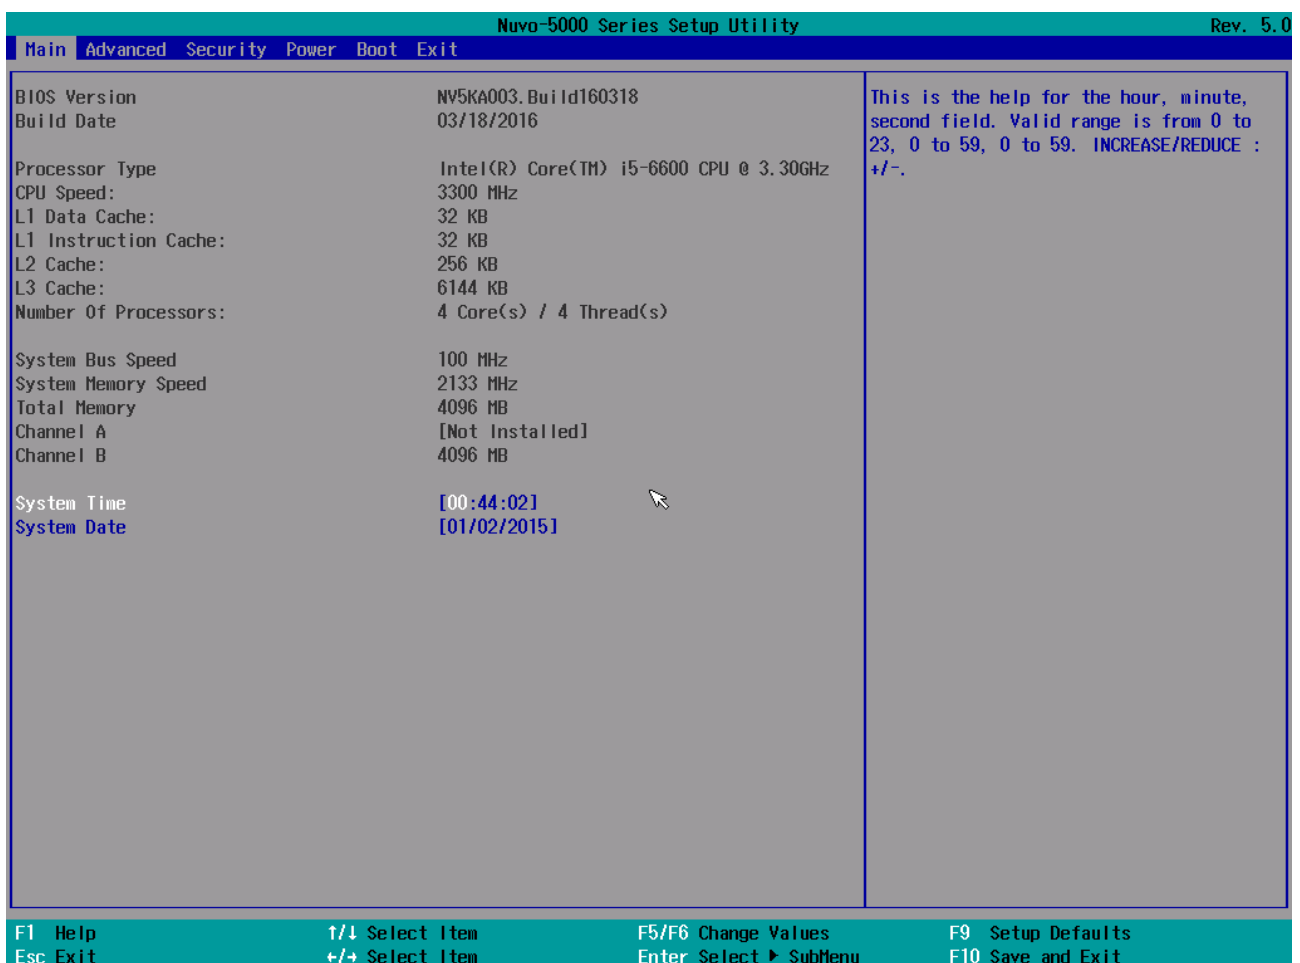 Nuvo-5000 Series Setup Utility Rev. 5.0
Main Advanced Security Power Boot Exit
BIOS Version NV5KA003.Build160318
Build Date 03/18/2016
Processor Type Intel(R) Core(TM) i5-6600 CPU @ 3.30GHz
CPU Speed: 3300 MHz
L1 Data Cache: 32 KB
L1 Instruction Cache: 32 KB
L2 Cache: 256 KB
L3 Cache: 6144 KB
Number Of Processors: 4 Core(s) / 4 Thread(s)
System Bus Speed 100 MHz
System Memory Speed 2133 MHz
Total Memory 4096 MB
Channel A [Not Installed]
Channel B 4096 MB
System Time [00:44:02]
System Date [01/02/2015]
This is the help for the hour, minute,
second field. Valid range is from 0 to
23, 0 to 59, 0 to 59. INCREASE/REDUCE :
+/-.
F1 Help ↑/↓ Select Item F5/F6 Change Values F9 Setup Defaults
Esc Exit ←/→ Select Item Enter Select ▶ SubMenu F10 Save and Exit